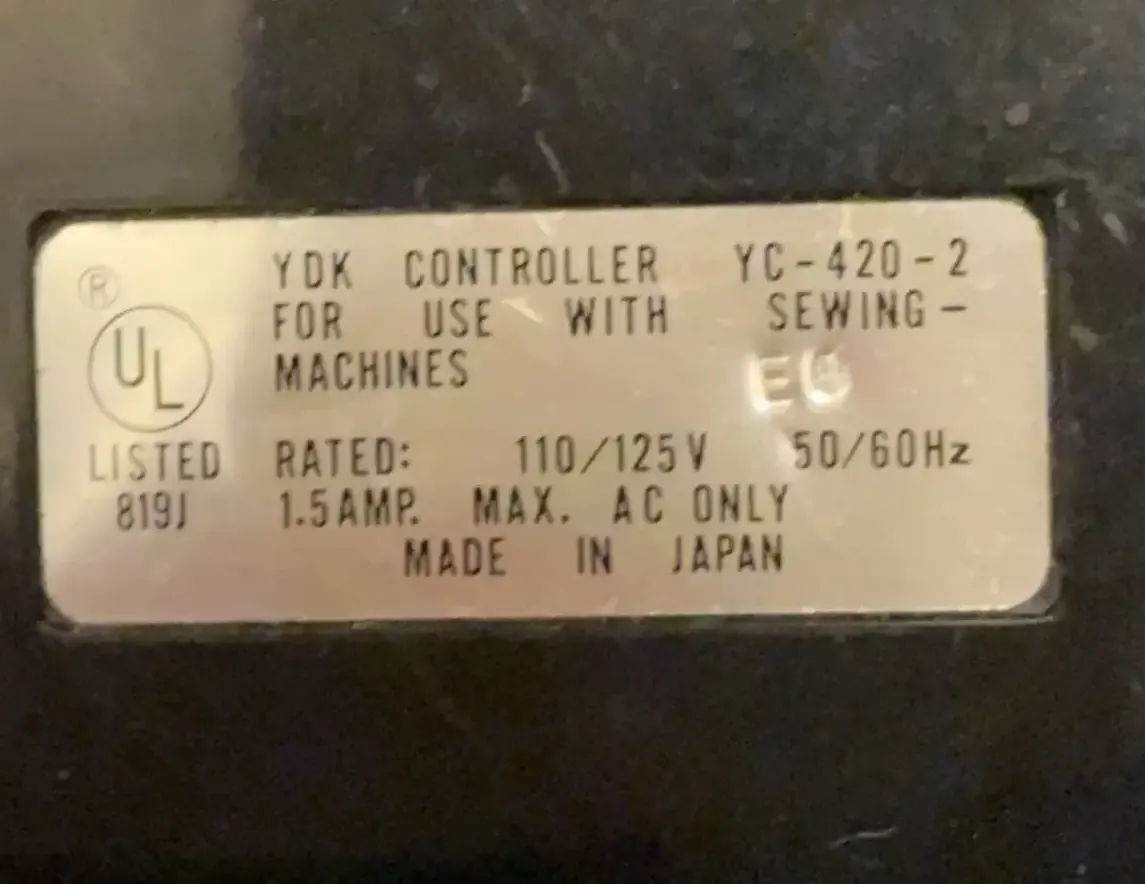 YDK CONTROLLER YC-420-2
FOR USE WITH SEWING-
MACHINES
®
UL
LISTED
819J
RATED: 110/125V 50/60Hz
1.5AMP. MAX. AC ONLY
MADE IN JAPAN